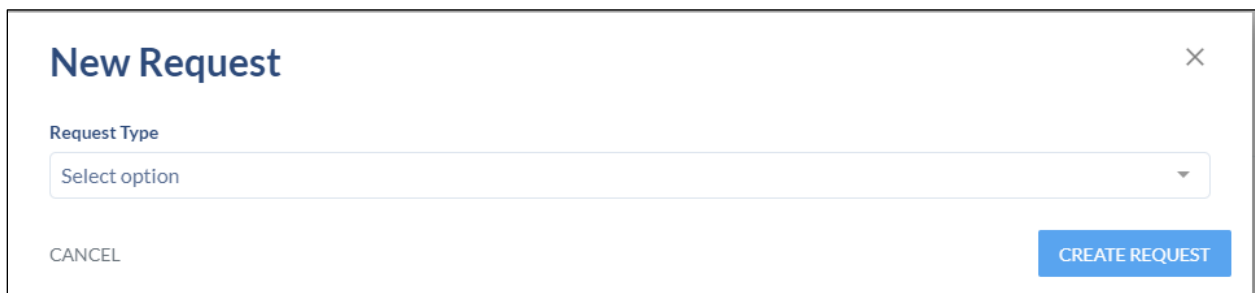 New Request
Request Type
Select option
CANCEL
CREATE REQUEST